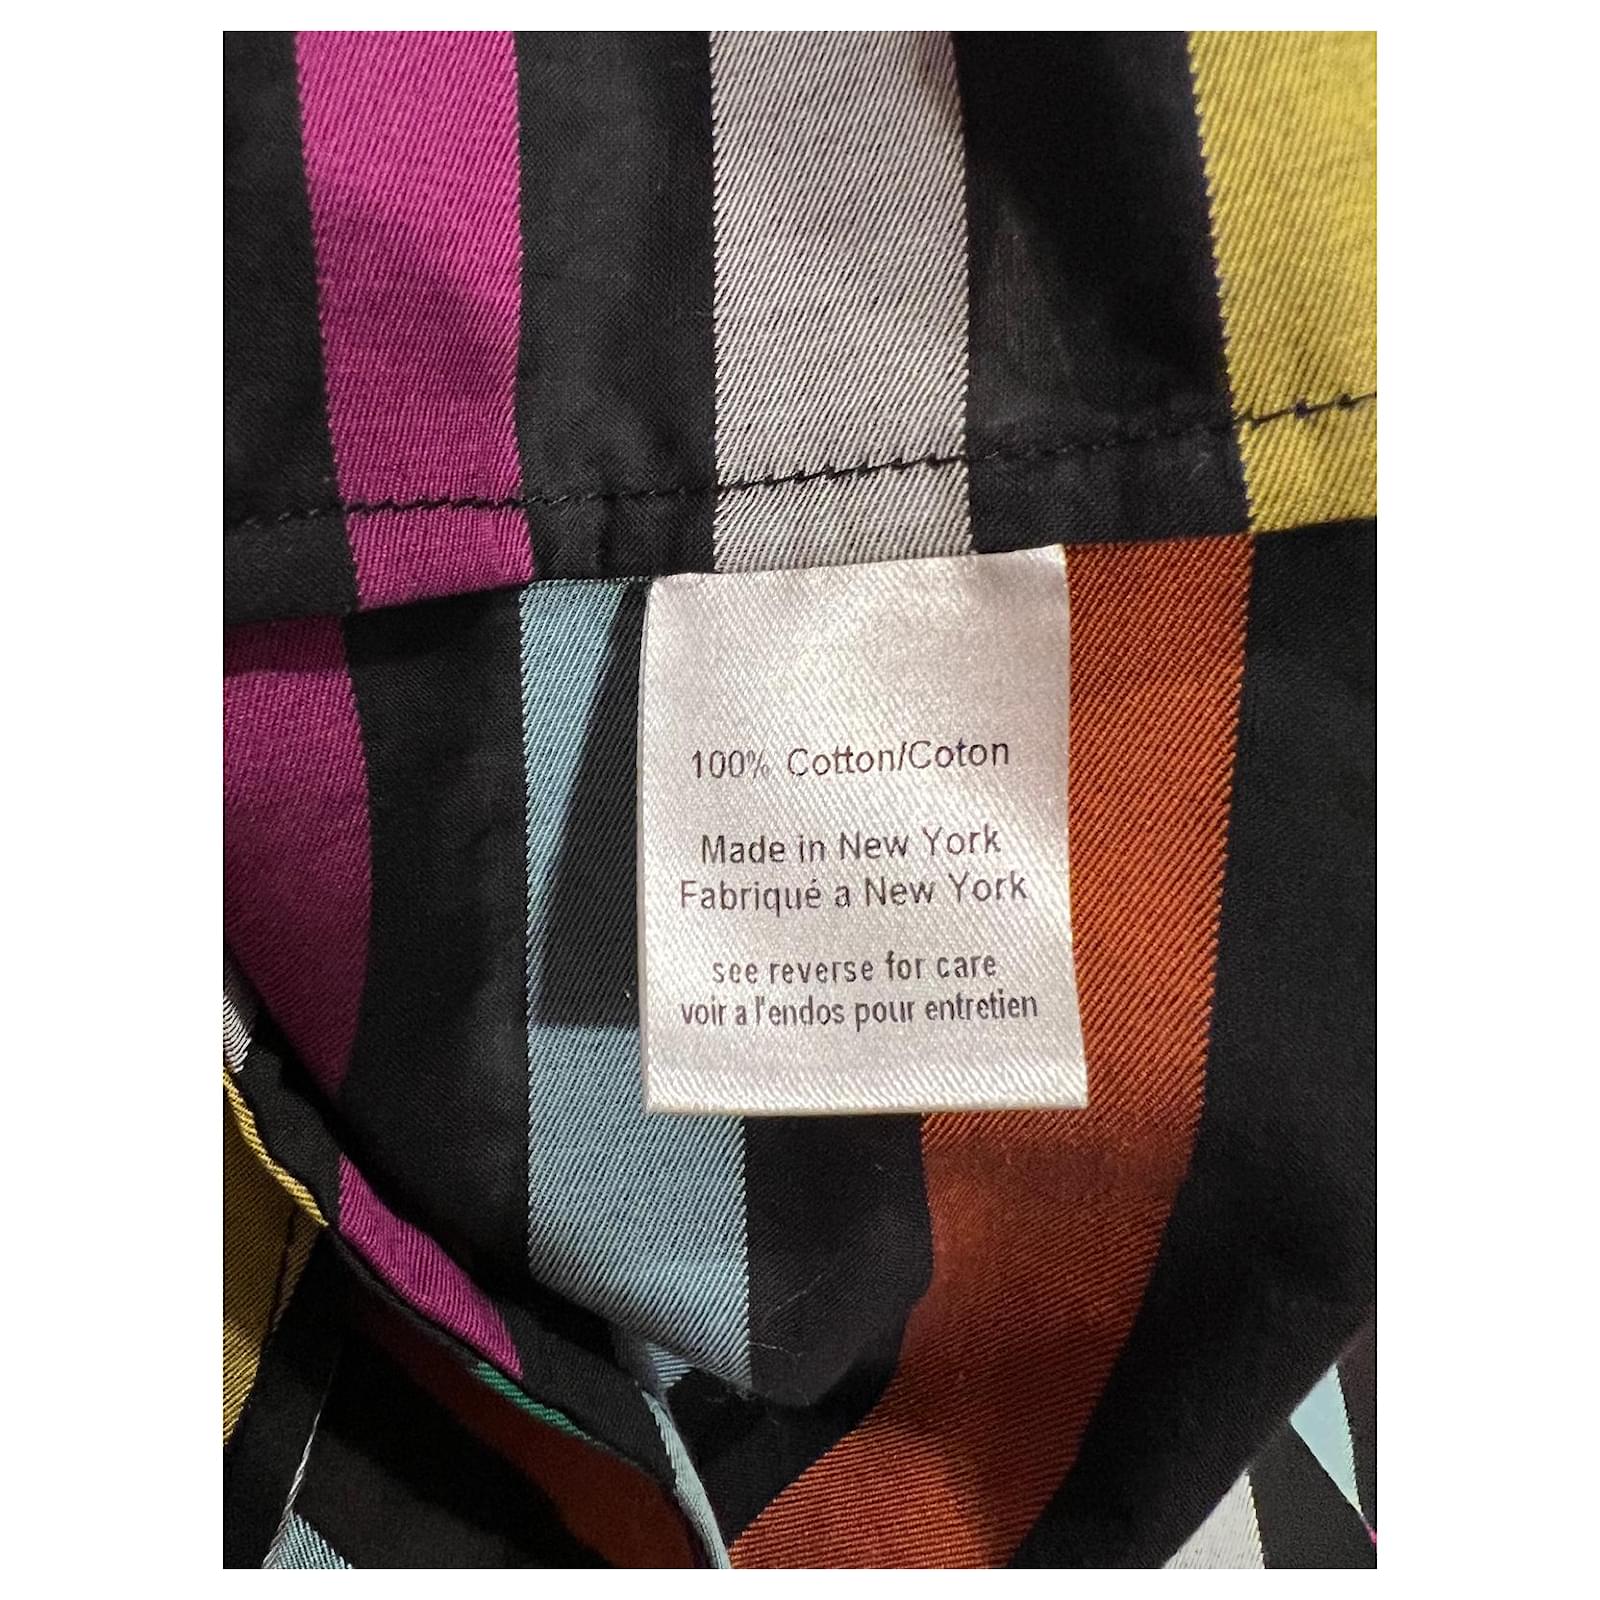 100% Cotton/Coton
Made in New York
Fabriqué a New York
see reverse for care
voir a l'endos pour entretien